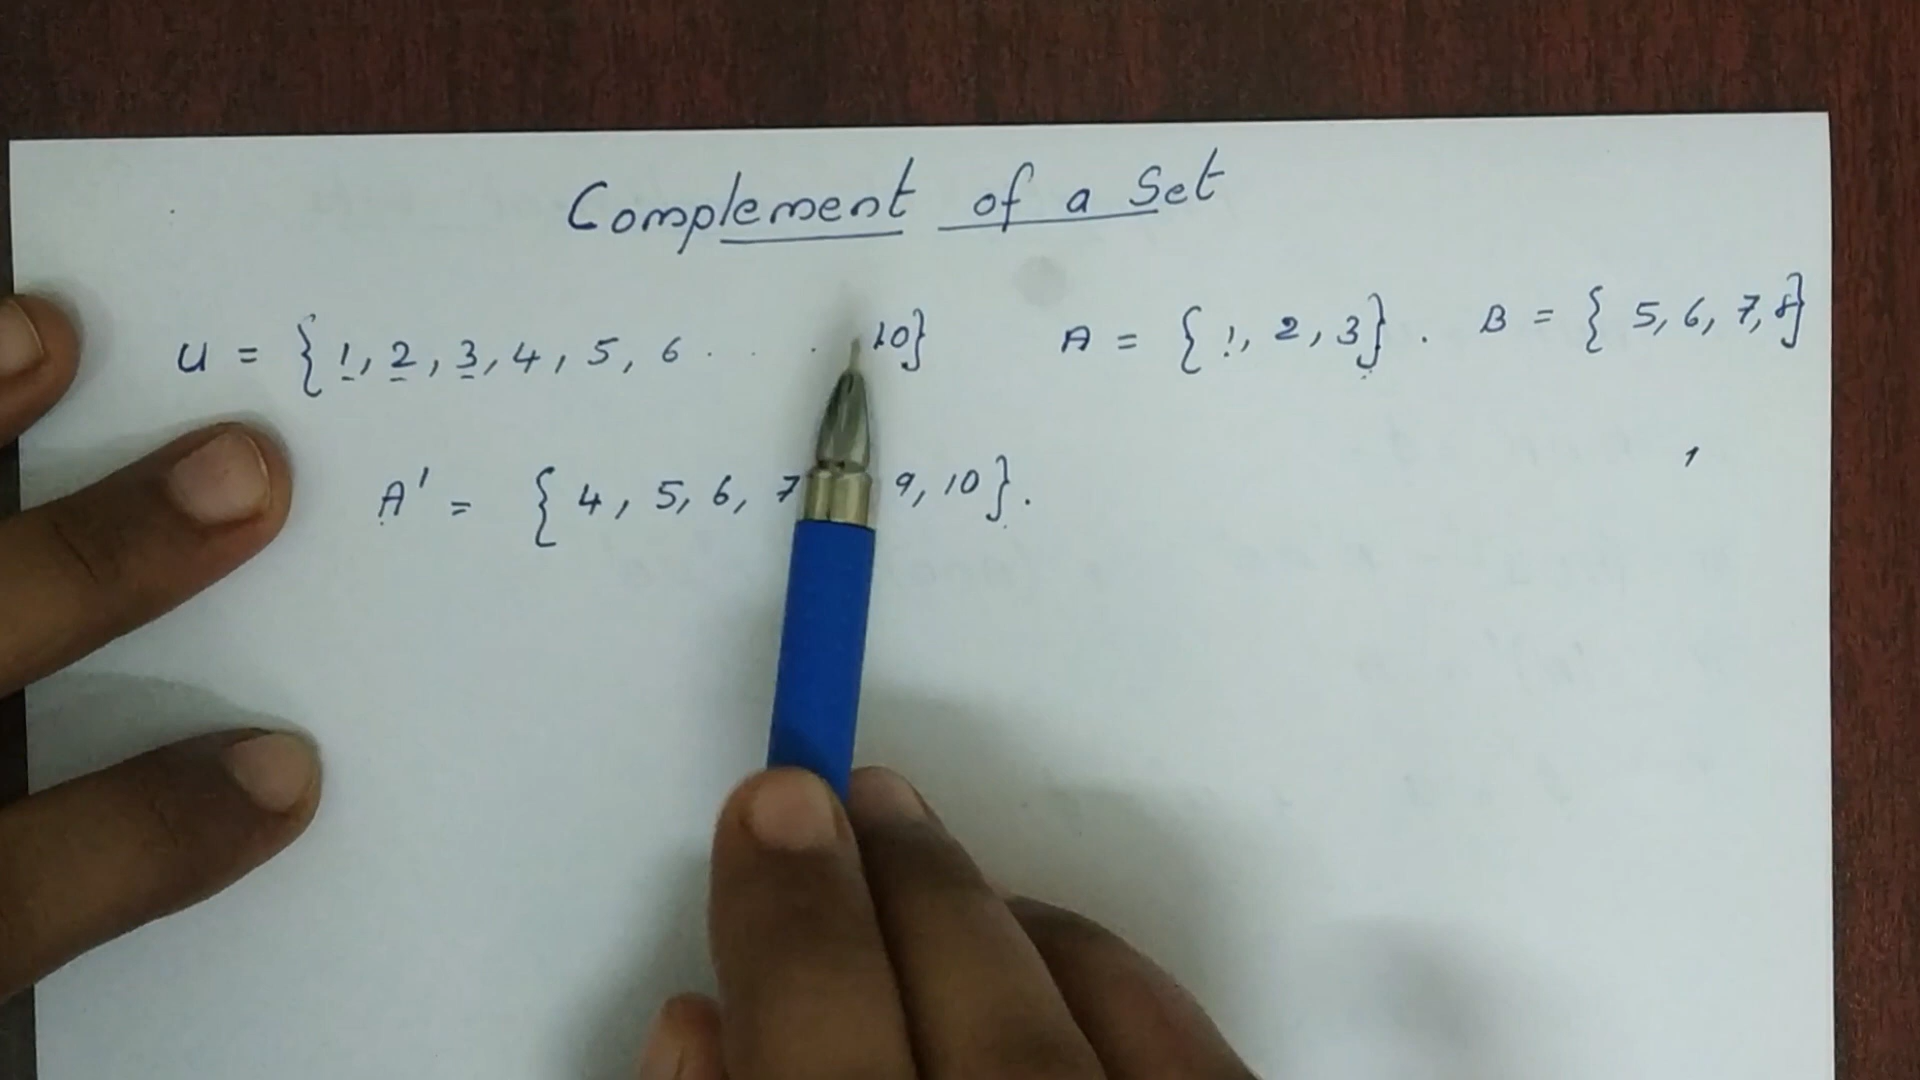 Complement of a Set
U = {1, 2, 3, 4, 5, 6 . . . 10} A = {1, 2, 3} . B = {5, 6, 7, 8}
A' = {4, 5, 6, 7 9, 10}.